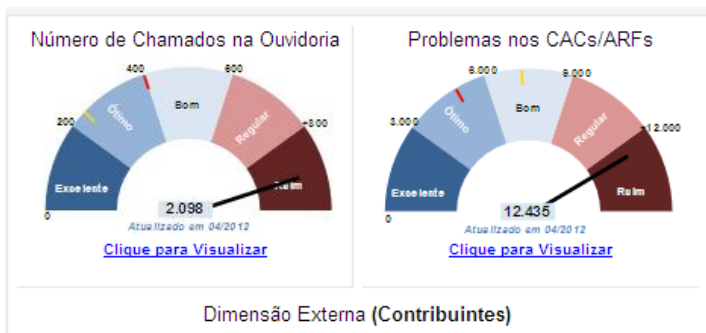 Número de Chamados na Ouvidoria
400
600
200
~800
Ótimo
Bom
Regular
Excelente
Ruim
0
2.098
Atualizado em 04/2012
Clique para Visualizar
Problemas nos CACs/ARFs
6.000
9.000
3.000
~12.000
Ótimo
Bom
Regular
Excelente
Ruim
0
12.435
Atualizado em 04/2012
Clique para Visualizar
Dimensão Externa (Contribuintes)